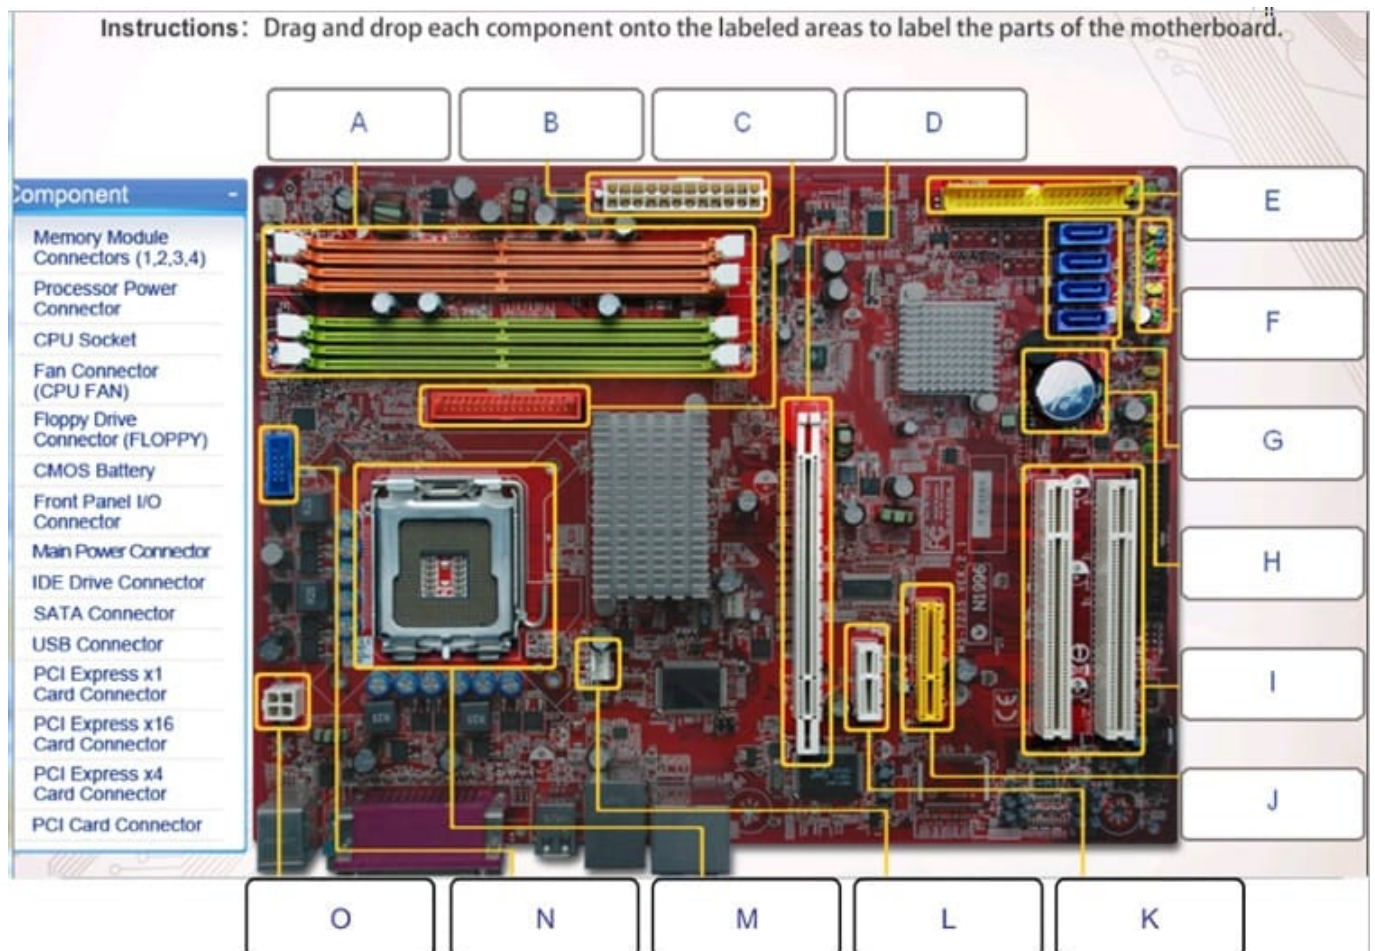 Instructions: Drag and drop each component onto the labeled areas to label the parts of the motherboard.
A
B
C
D
E
F
G
H
I
J
Component -
Memory Module
Connectors (1,2,3,4)
Processor Power
Connector
CPU Socket
Fan Connector
(CPU FAN)
Floppy Drive
Connector (FLOPPY)
CMOS Battery
Front Panel I/O
Connector
Main Power Connector
IDE Drive Connector
SATA Connector
USB Connector
PCI Express x1
Card Connector
PCI Express x16
Card Connector
PCI Express x4
Card Connector
PCI Card Connector
N1996
CE
O
N
M
L
K